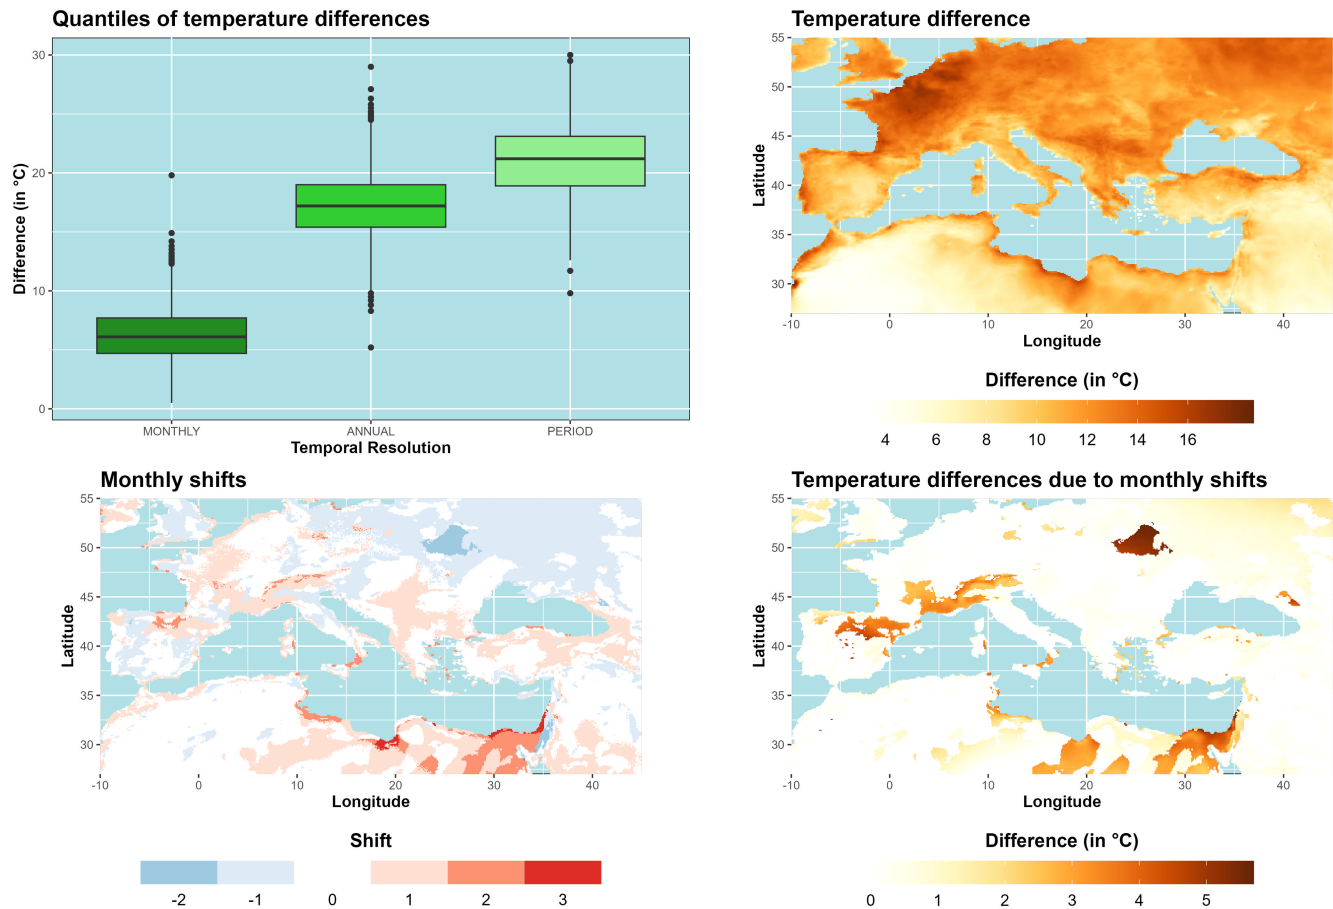 Quantiles of temperature differences
30
20
10
0
Difference (in °C)
MONTHLY ANNUAL PERIOD
Temporal Resolution
Temperature difference
55
50
45
40
35
30
Latitude
-10 0 10 20 30 40
Longitude
Difference (in °C)
4 6 8 10 12 14 16
Monthly shifts
55
50
45
40
35
30
Latitude
-10 0 10 20 30 40
Longitude
Shift
-2 -1 0 1 2 3
Temperature differences due to monthly shifts
55
50
45
40
35
30
Latitude
-10 0 10 20 30 40
Longitude
Difference (in °C)
0 1 2 3 4 5